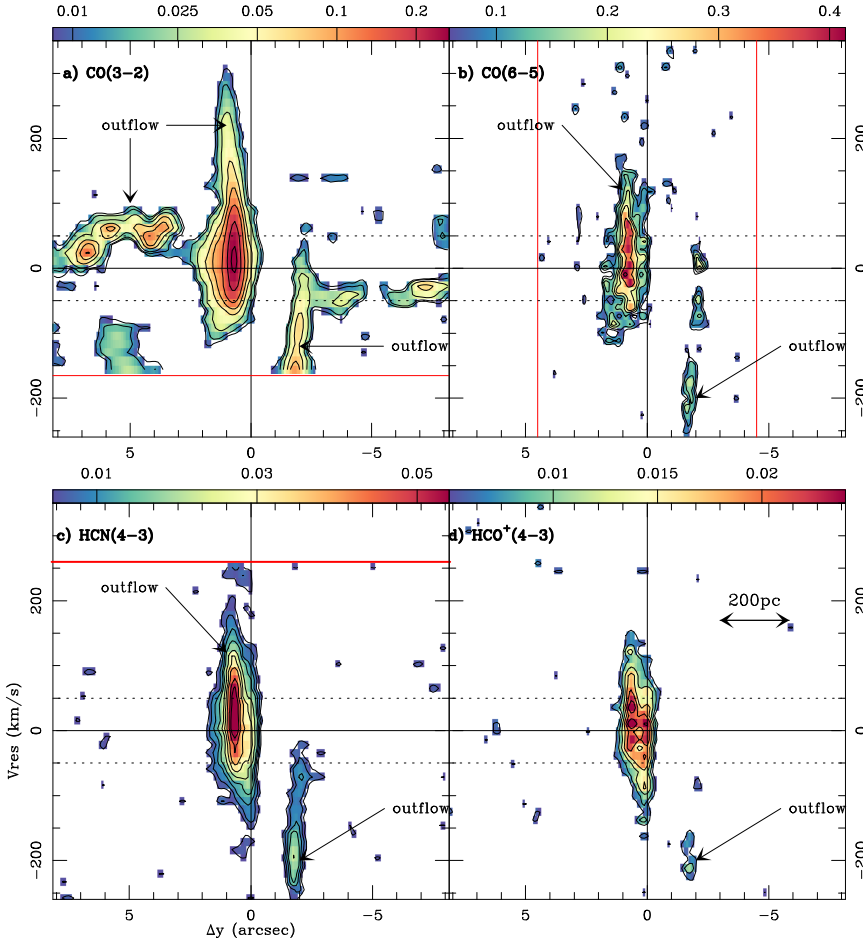 0.01 0.025 0.05 0.1 0.2 0.1 0.2 0.3 0.4
a) CO(3−2) b) CO(6−5)
outflow outflow
200 200
0 0
outflow outflow
−200 −200
5 0 −5 5 0 −5
0.01 0.03 0.05 0.01 0.015 0.02
c) HCN(4−3) d) HCO⁺(4−3)
outflow
200 200pc 200
Vres (km/s) 0 0
outflow outflow
−200 −200
5 0 −5 5 0 −5
Δy (arcsec)